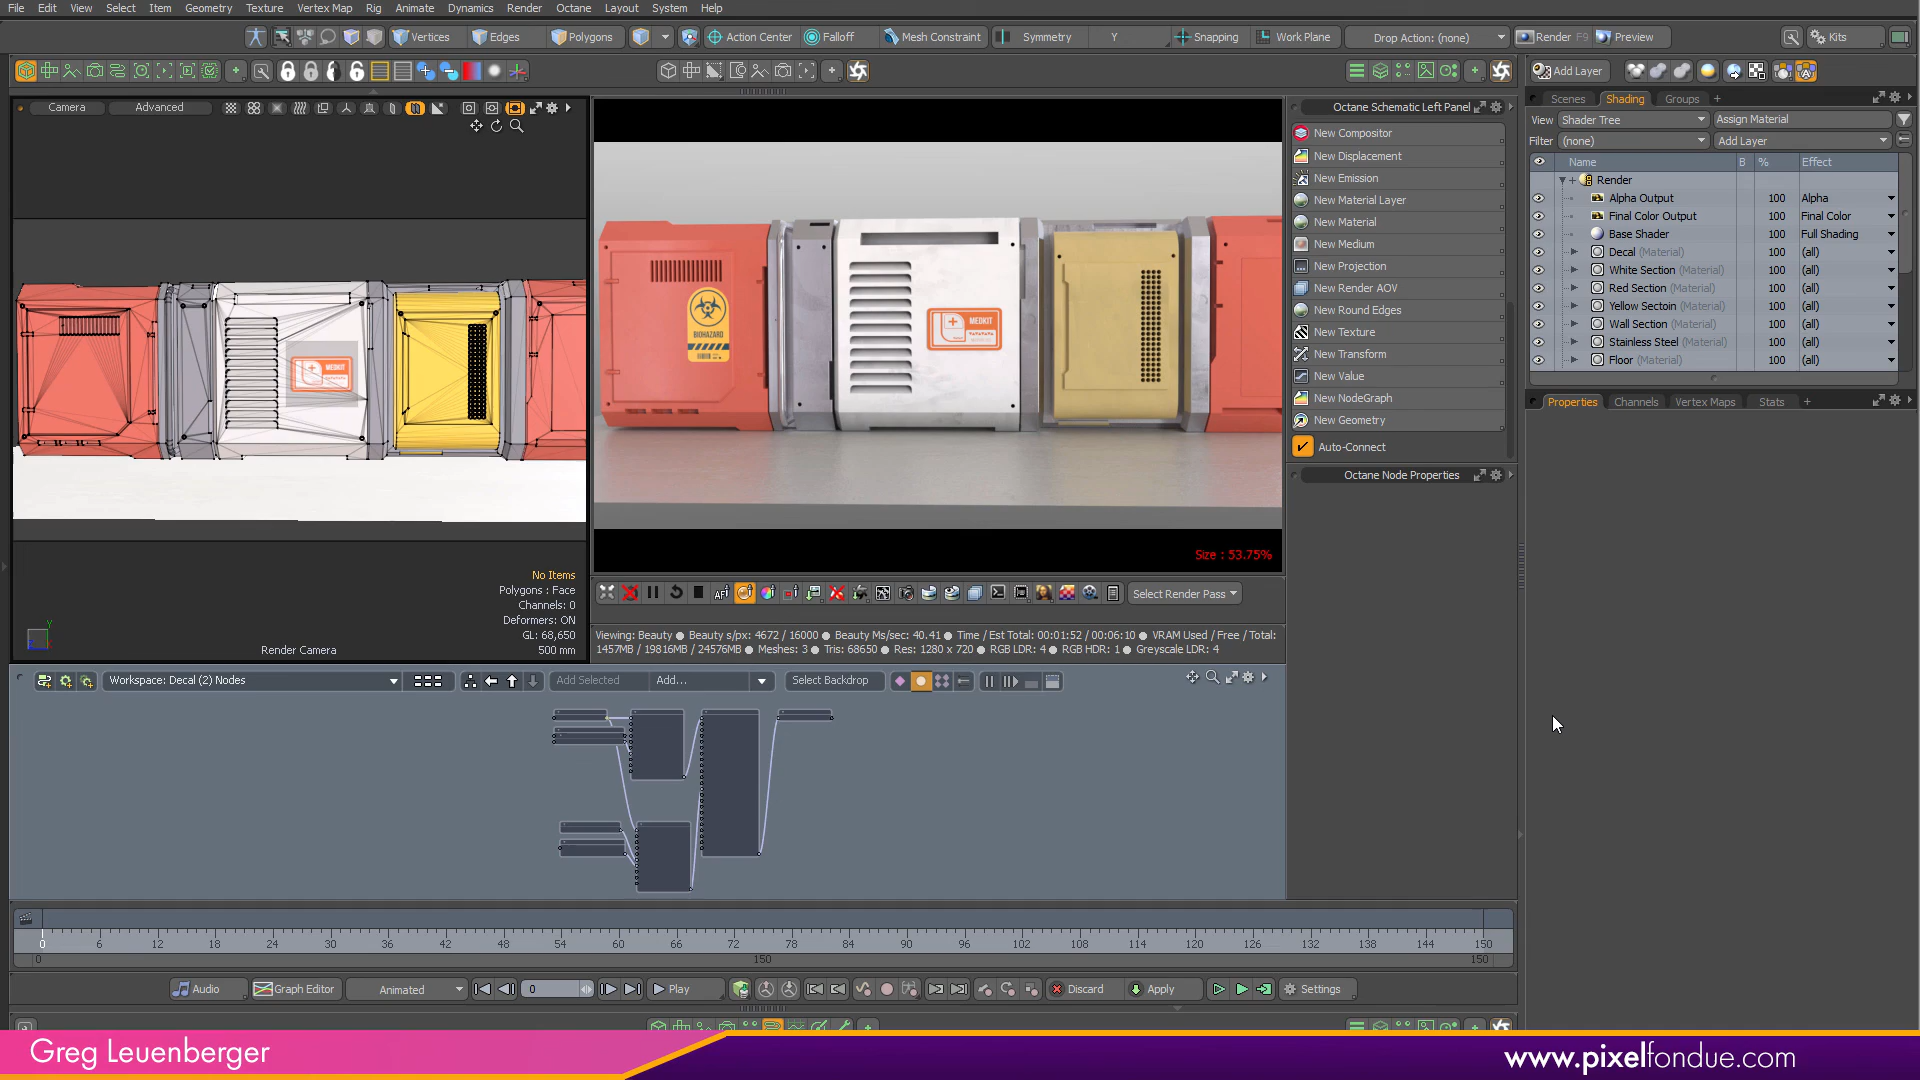 File Edit View Select Item Geometry Texture Vertex Map Rig Animate Dynamics Render Octane Layout System Help
Vertices Edges Polygons Action Center Falloff Mesh Constraint Symmetry Y Snapping Work Plane Drop Action: (none) Render F9 Preview Kits
Add Layer
Camera Advanced
Octane Schematic Left Panel
New Compositor
New Displacement
New Emission
New Material Layer
New Material
New Medium
New Projection
New Render AOV
New Round Edges
New Texture
New Transform
New Value
New NodeGraph
New Geometry
Auto-Connect
Octane Node Properties
Scenes Shading Groups +
View Shader Tree Assign Material
Filter (none) Add Layer
Name B % Effect
Render
Alpha Output 100 Alpha
Final Color Output 100 Final Color
Base Shader 100 Full Shading
Decal (Material) 100 (all)
White Section (Material) 100 (all)
Red Section (Material) 100 (all)
Yellow Sectoin (Material) 100 (all)
Wall Section (Material) 100 (all)
Stainless Steel (Material) 100 (all)
Floor (Material) 100 (all)
Properties Channels Vertex Maps Stats +
MEDKIT
BIOHAZARD
MEDKIT
No Items
Polygons : Face
Channels: 0
Deformers: ON
GL: 68,650
500 mm
Render Camera
Size : 53.75%
Select Render Pass
Viewing: Beauty Beauty s/px: 4672 / 16000 Beauty Ms/sec: 40.41 Time / Est Total: 00:01:52 / 00:06:10 VRAM Used / Free / Total:
1457MB / 19816MB / 24576MB Meshes: 3 Tris: 68650 Res: 1280 x 720 RGB LDR: 4 RGB HDR: 1 Greyscale LDR: 4
Workspace: Decal (2) Nodes Add Selected Add... Select Backdrop
0 6 12 18 24 30 36 42 48 54 60 66 72 78 84 90 96 102 108 114 120 126 132 138 144 150
0 150 150
Audio Graph Editor Animated 0 Play Discard Apply Settings
Greg Leuenberger
www.pixelfondue.com